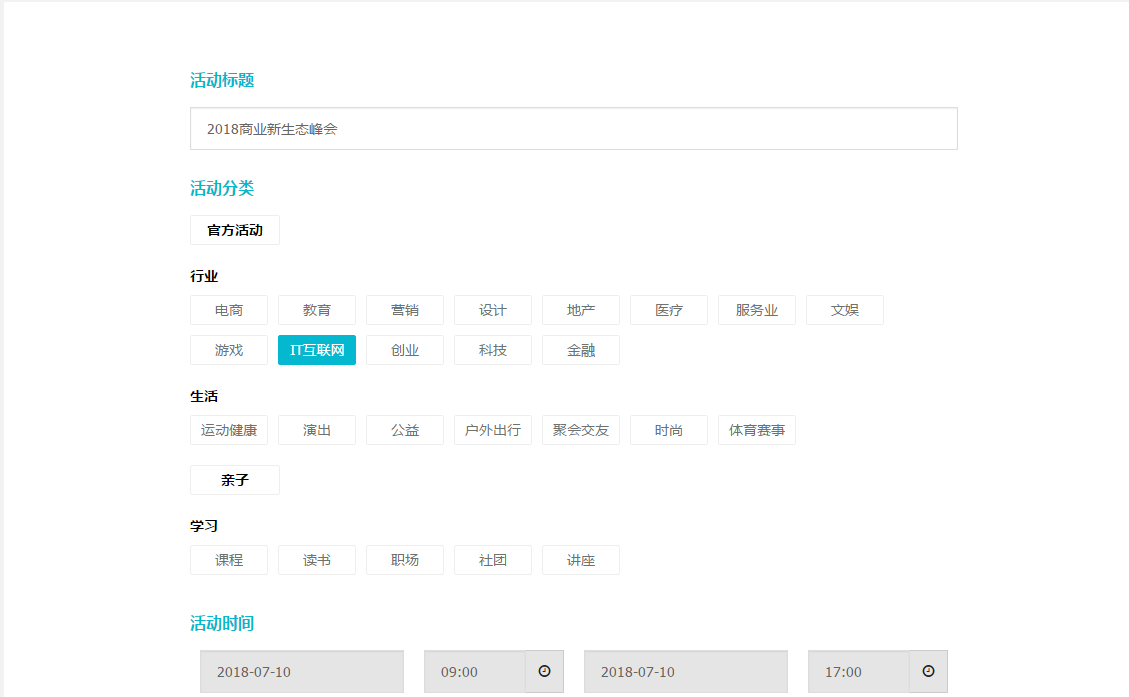 活动标题
2018商业新生态峰会
活动分类
官方活动
行业
电商 教育 营销 设计 地产 医疗 服务业 文娱
游戏 IT互联网 创业 科技 金融
生活
运动健康 演出 公益 户外出行 聚会交友 时尚 体育赛事
亲子
学习
课程 读书 职场 社团 讲座
活动时间
2018-07-10 09:00 2018-07-10 17:00